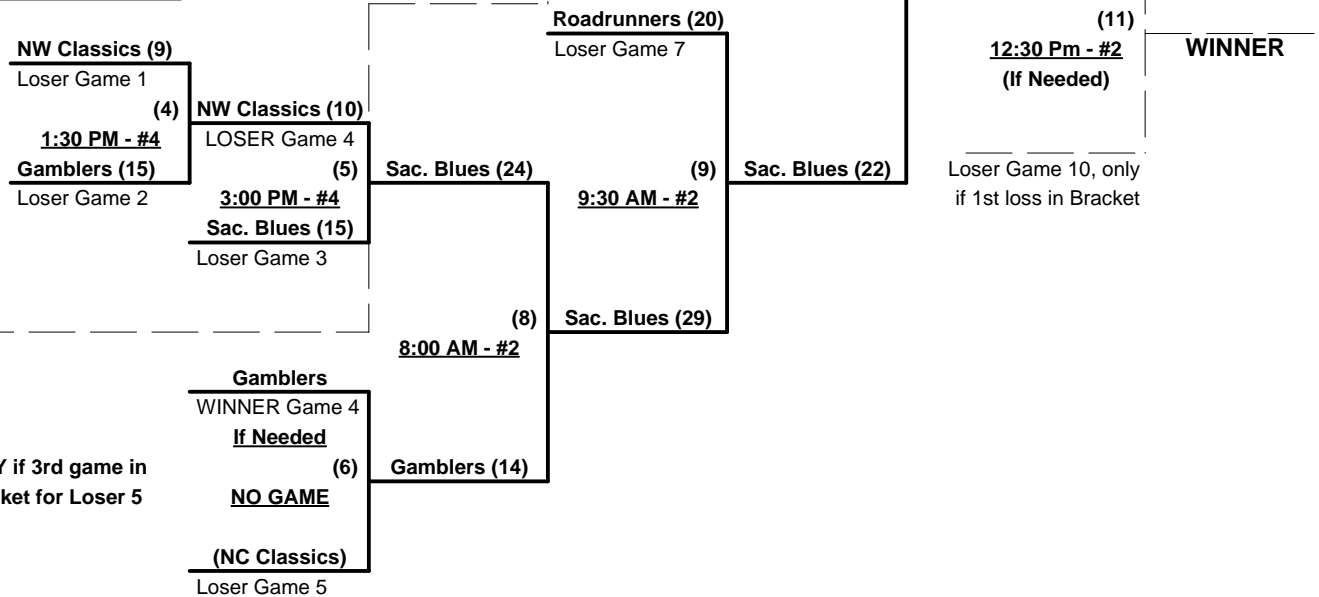 Roadrunners (20)
(11)
NW Classics (9)
Loser Game 7
12:30 Pm - #2
WINNER
Loser Game 1
(If Needed)
(4)
NW Classics (10)
1:30 PM - #4
LOSER Game 4
Gamblers (15)
(5)
Sac. Blues (24)
(9)
Sac. Blues (22)
Loser Game 10, only
Loser Game 2
3:00 PM - #4
9:30 AM - #2
if 1st loss in Bracket
Sac. Blues (15)
Loser Game 3
(8)
Sac. Blues (29)
8:00 AM - #2
Gamblers
WINNER Game 4
If Needed
Y if 3rd game in
(6)
Gamblers (14)
ket for Loser 5
NO GAME
(NC Classics)
Loser Game 5